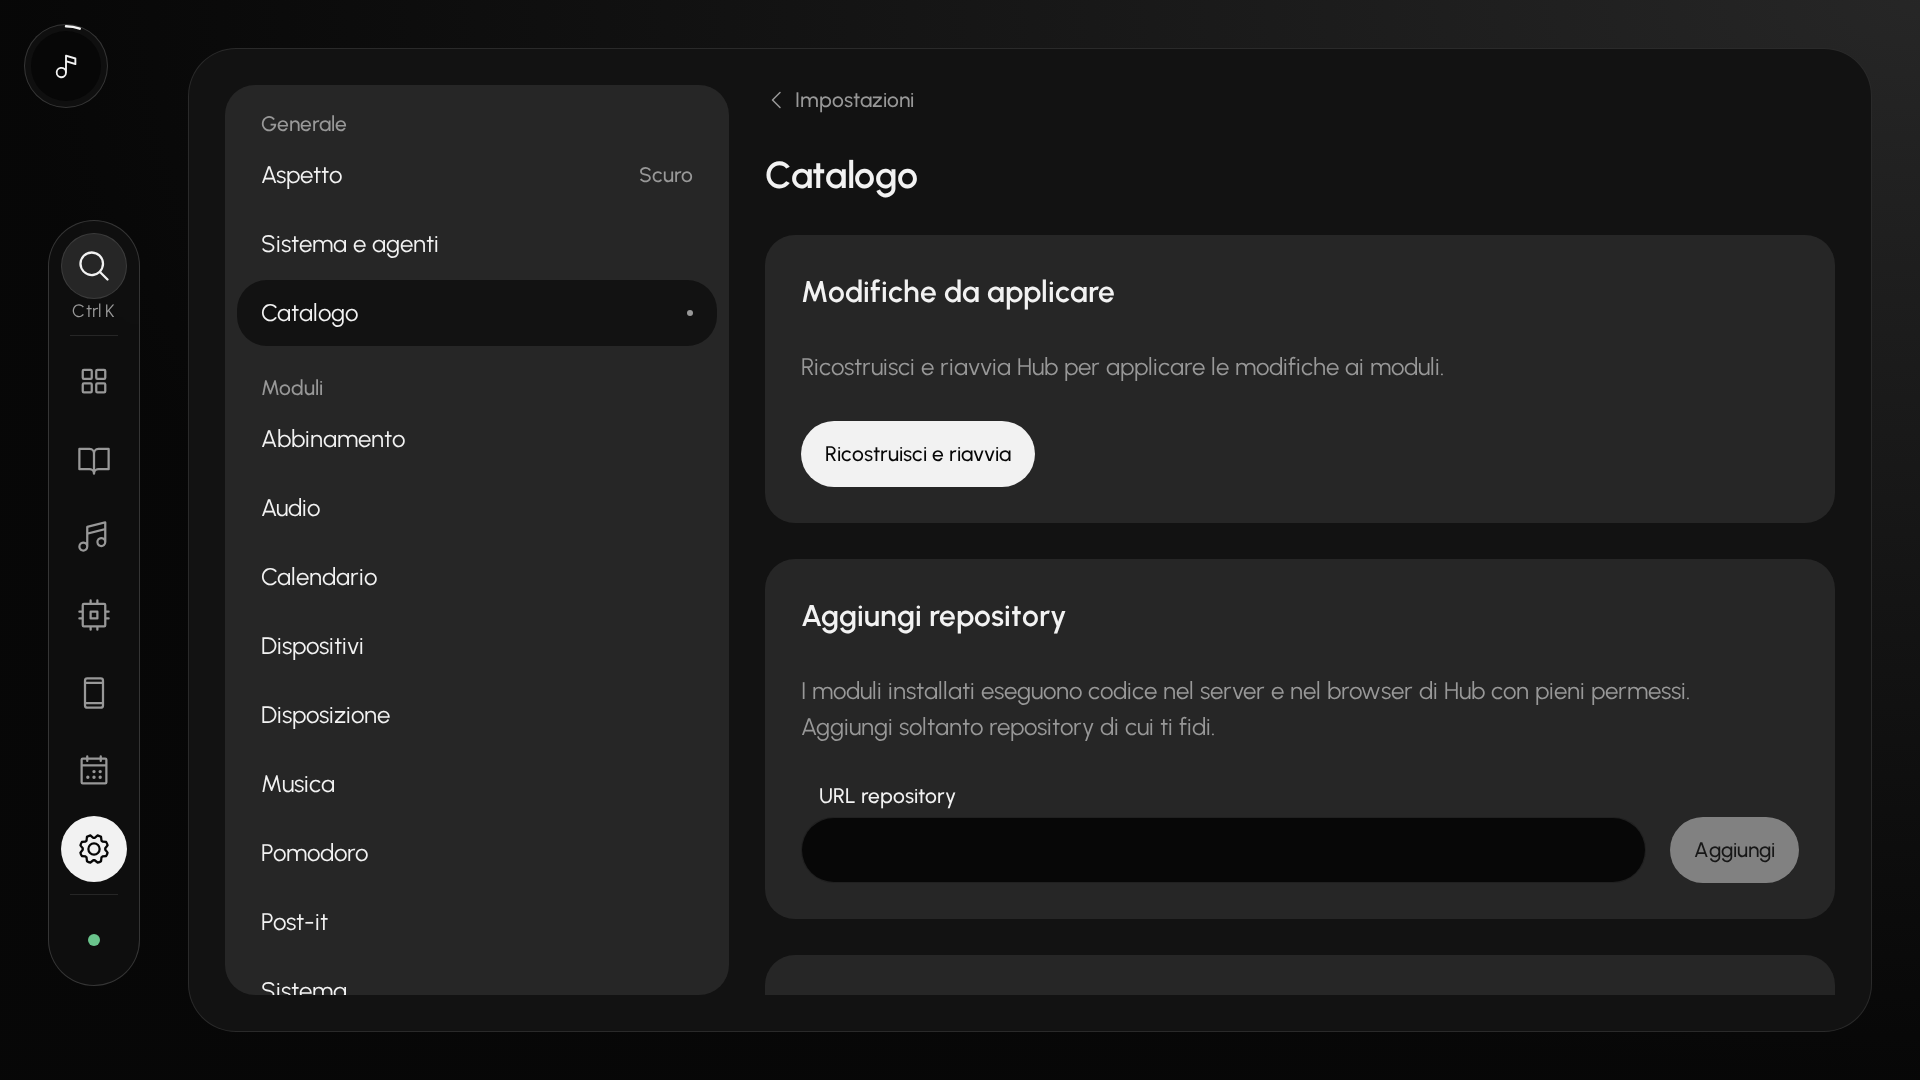 Ctrl K
Generale
Aspetto Scuro
Sistema e agenti
Catalogo
Moduli
Abbinamento
Audio
Calendario
Dispositivi
Disposizione
Musica
Pomodoro
Post-it
Sistema
Impostazioni
Catalogo
Modifiche da applicare
Ricostruisci e riavvia Hub per applicare le modifiche ai moduli.
Ricostruisci e riavvia
Aggiungi repository
I moduli installati eseguono codice nel server e nel browser di Hub con pieni permessi.
Aggiungi soltanto repository di cui ti fidi.
URL repository
Aggiungi